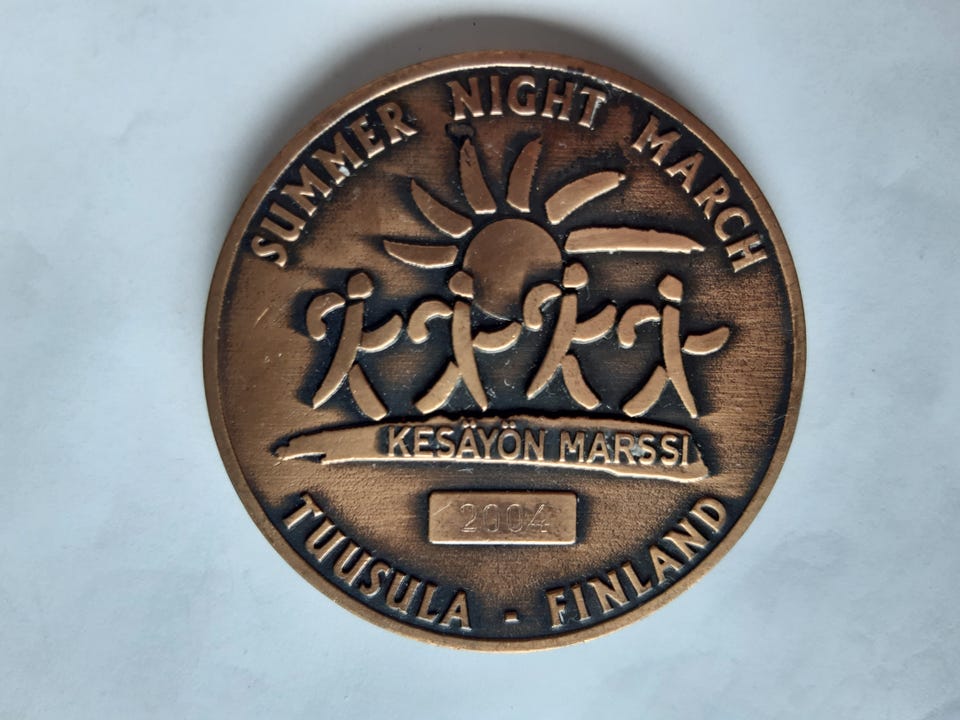 SUMMER NIGHT MARCH
KESÄYÖN MARSSI
2004
TUUSULA - FINLAND